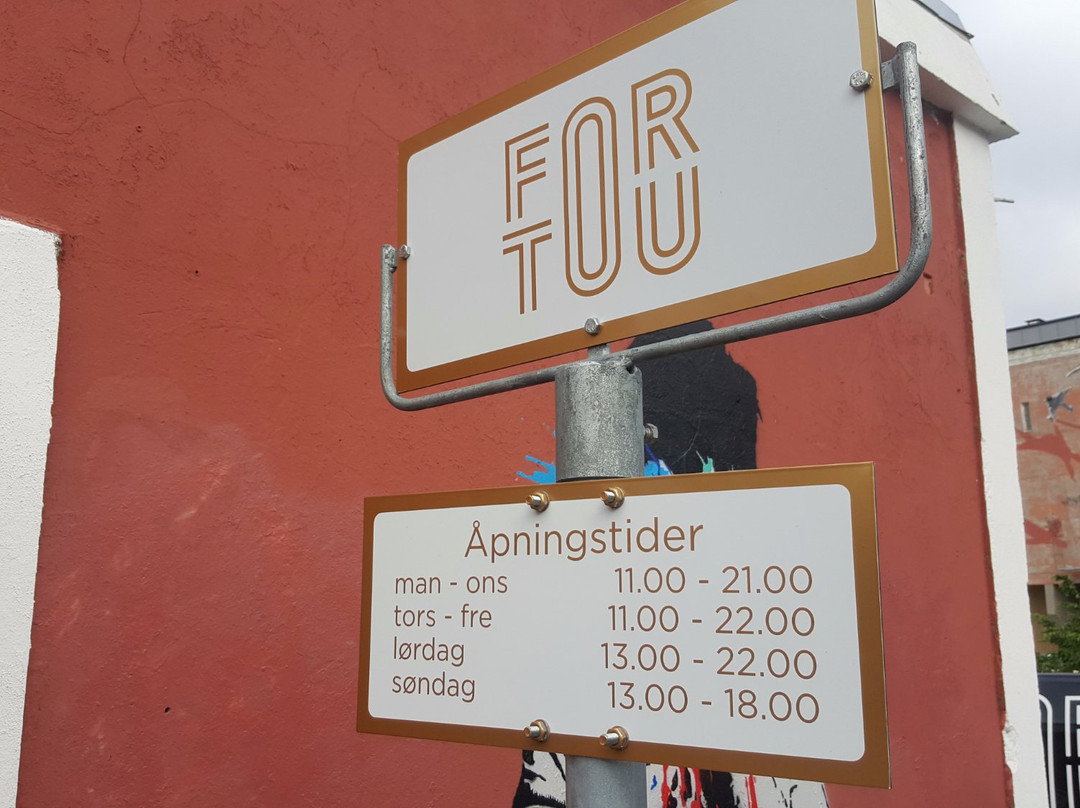 FOR
TOU
Åpningstider
man - ons 11.00 - 21.00
tors - fre 11.00 - 22.00
lørdag 13.00 - 22.00
søndag 13.00 - 18.00